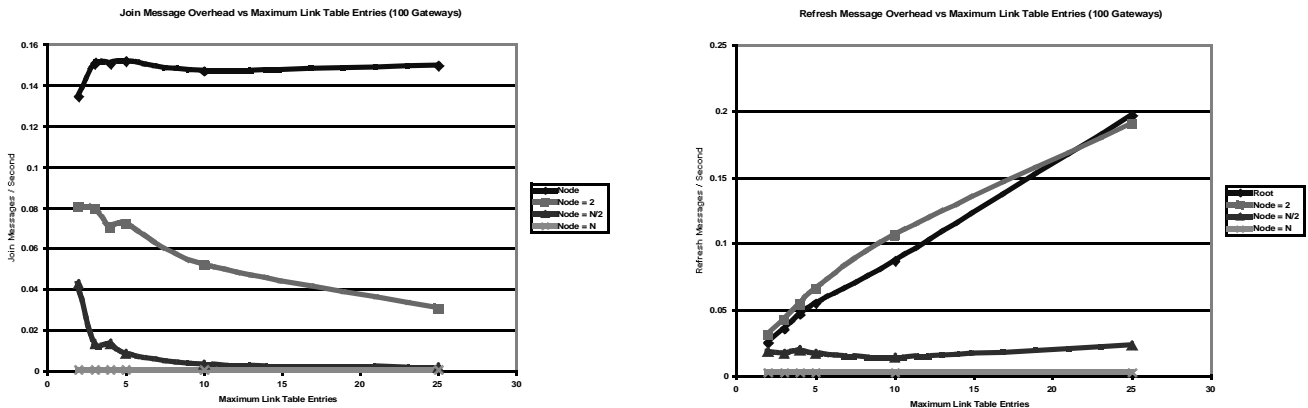 Join Message Overhead vs Maximum Link Table Entries (100 Gateways)
0.16
0.14
0.12
0.1
0.08
0.06
0.04
0.02
0
Join Messages / Second
0
5
10
15
20
25
30
Maximum Link Table Entries
Node
Node = 2
Node = N/2
Node = N
Refresh Message Overhead vs Maximum Link Table Entries (100 Gateways)
0.25
0.2
0.15
0.1
0.05
0
Refresh Messages / Second
0
5
10
15
20
25
30
Maximum Link Table Entries
Root
Node = 2
Node = N/2
Node = N